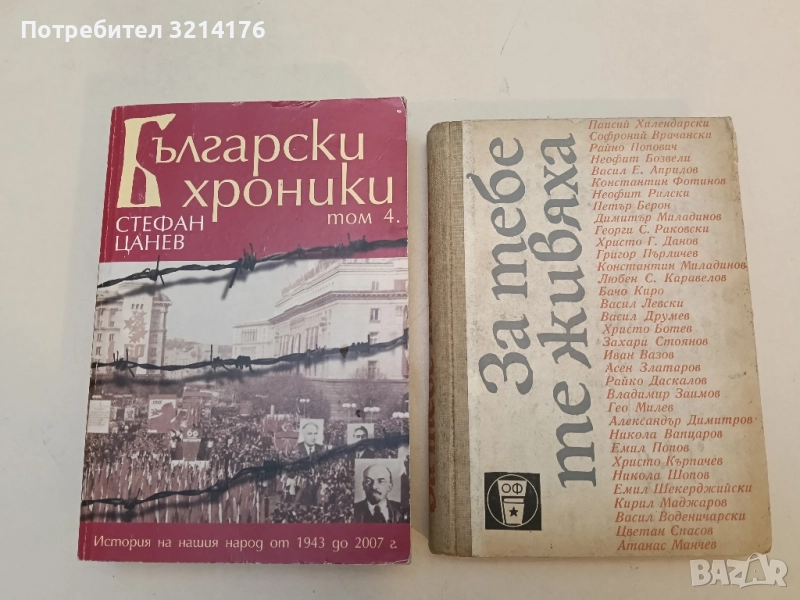 Потребител 3214176
Български
хроники
том 4.
СТЕФАН
ЦАНЕВ
История на нашия народ от 1943 до 2007 г.
За тебе
те живяха
Паисий Хилендарски
Софроний Врачански
Райно Попович
Неофит Бозвели
Васил Е. Априлов
Константин Фотинов
Неофит Рилски
Петър Берон
Димитър Миладинов
Георги С. Раковски
Христо Г. Данов
Григор Пърличев
Константин Миладинов
Любен С. Каравелов
Бачо Киро
Васил Левски
Васил Друмев
Христо Ботев
Захари Стоянов
Иван Вазов
Асен Златаров
Райко Даскалов
Владимир Заимов
Гео Милев
Александър Димитров
Никола Вапцаров
Емил Попов
Христо Кърпачев
Никола Шопов
Емил Шекерджийски
Кирил Маджаров
Васил Воденичарски
Цветан Спасов
Атанас Манчев
ОФ
BAZAR